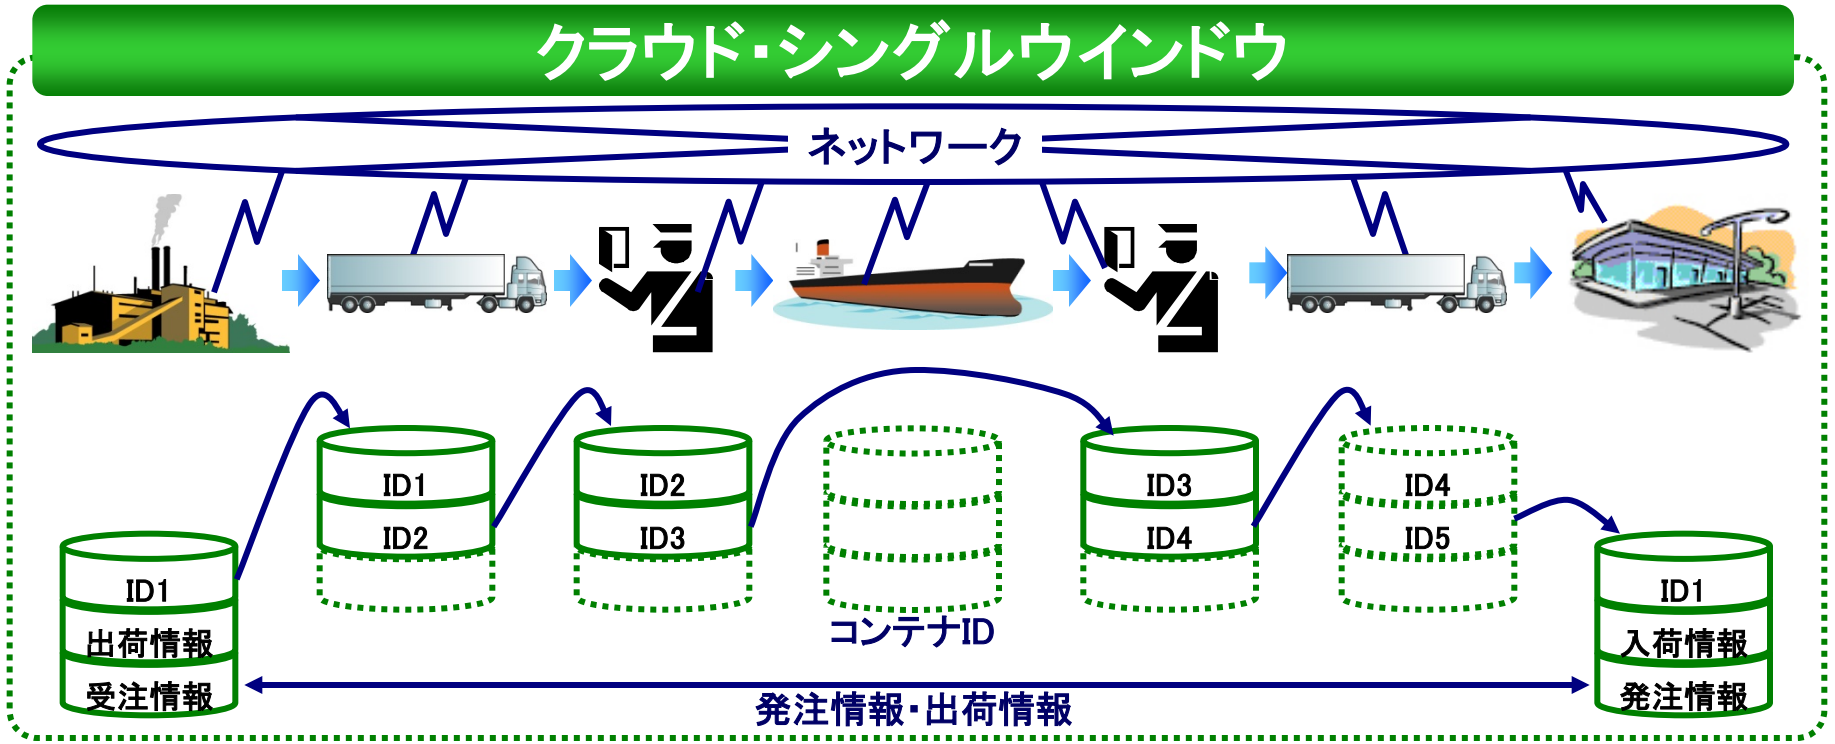 クラウド・シングルウインドウ
ネットワーク
ID1
ID2
ID2
ID3
ID3
ID4
ID4
ID5
ID1
出荷情報
受注情報
コンテナID
ID1
入荷情報
発注情報
発注情報・出荷情報